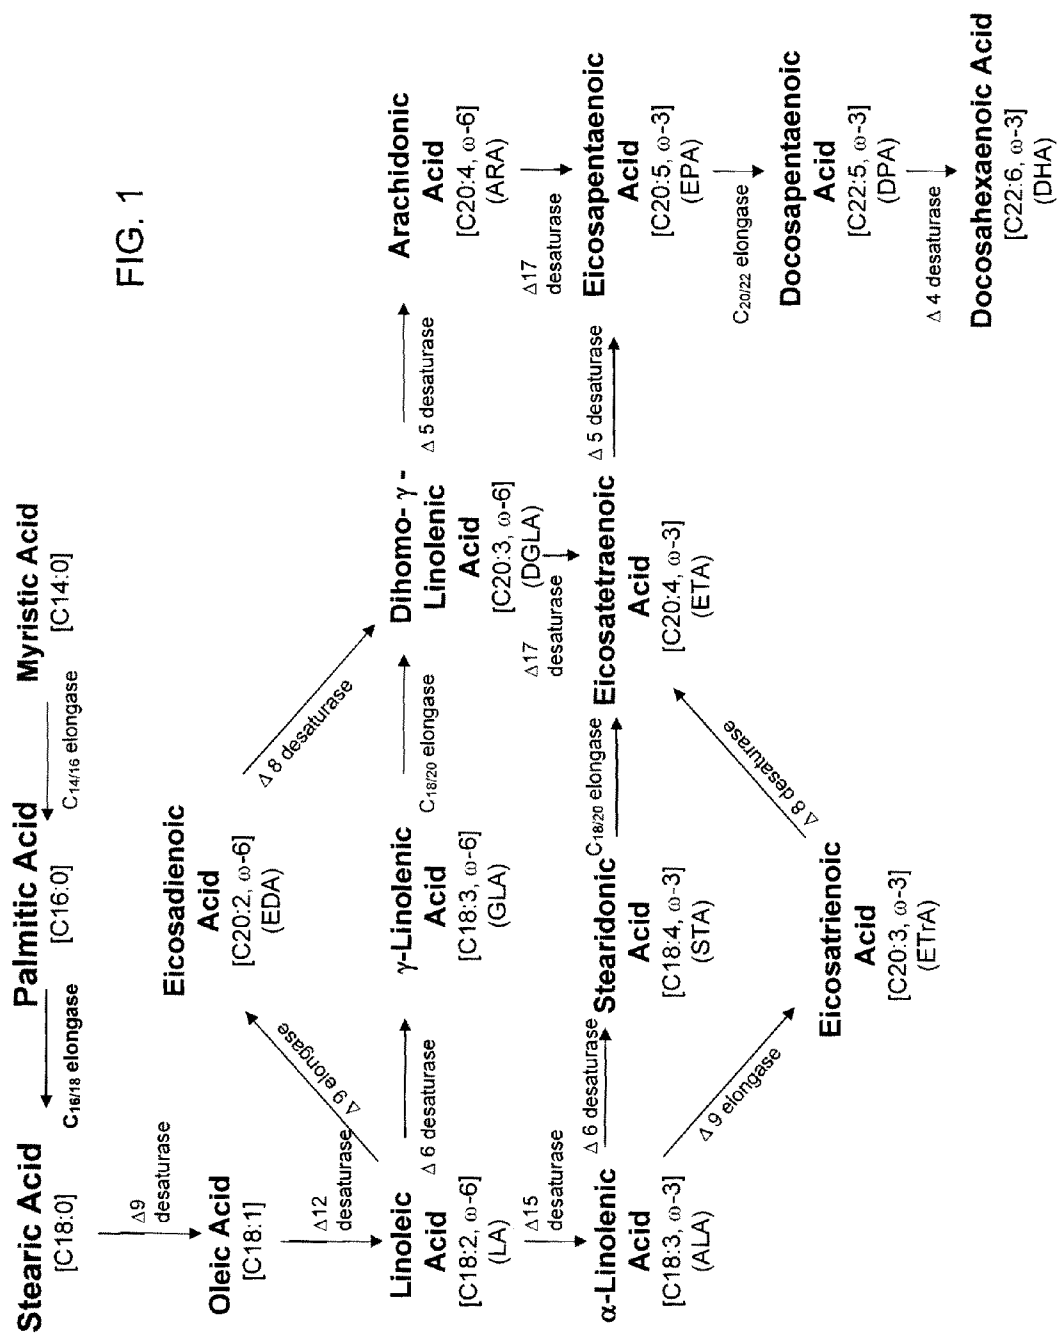 FIG. 1
Stearic Acid
[C18:0]
C16/18 elongase
Palmitic Acid
[C16:0]
C14/16 elongase
Myristic Acid
[C14:0]
Δ9
desaturase
Oleic Acid
[C18:1]
Δ12
desaturase
Δ 9 elongase
Eicosadienoic
Acid
[C20:2, ω-6]
(EDA)
Δ 8 desaturase
Linoleic
Acid
[C18:2, ω-6]
(LA)
Δ 6 desaturase
γ-Linolenic
Acid
[C18:3, ω-6]
(GLA)
C18/20 elongase
Dihomo- γ -
Linolenic
Acid
[C20:3, ω-6]
(DGLA)
Δ 5 desaturase
Arachidonic
Acid
[C20:4, ω-6]
(ARA)
Δ15
desaturase
Δ17
desaturase
Δ17
desaturase
α-Linolenic
Acid
[C18:3, ω-3]
(ALA)
Δ 6 desaturase
Stearidonic
Acid
[C18:4, ω-3]
(STA)
C18/20 elongase
Eicosatetraenoic
Acid
[C20:4, ω-3]
(ETA)
Δ 5 desaturase
Eicosapentaenoic
Acid
[C20:5, ω-3]
(EPA)
Δ 9 elongase
Eicosatrienoic
Acid
[C20:3, ω-3]
(ETrA)
Δ 8 desaturase
C20/22 elongase
Docosapentaenoic
Acid
[C22:5, ω-3]
(DPA)
Δ 4 desaturase
Docosahexaenoic Acid
[C22:6, ω-3]
(DHA)